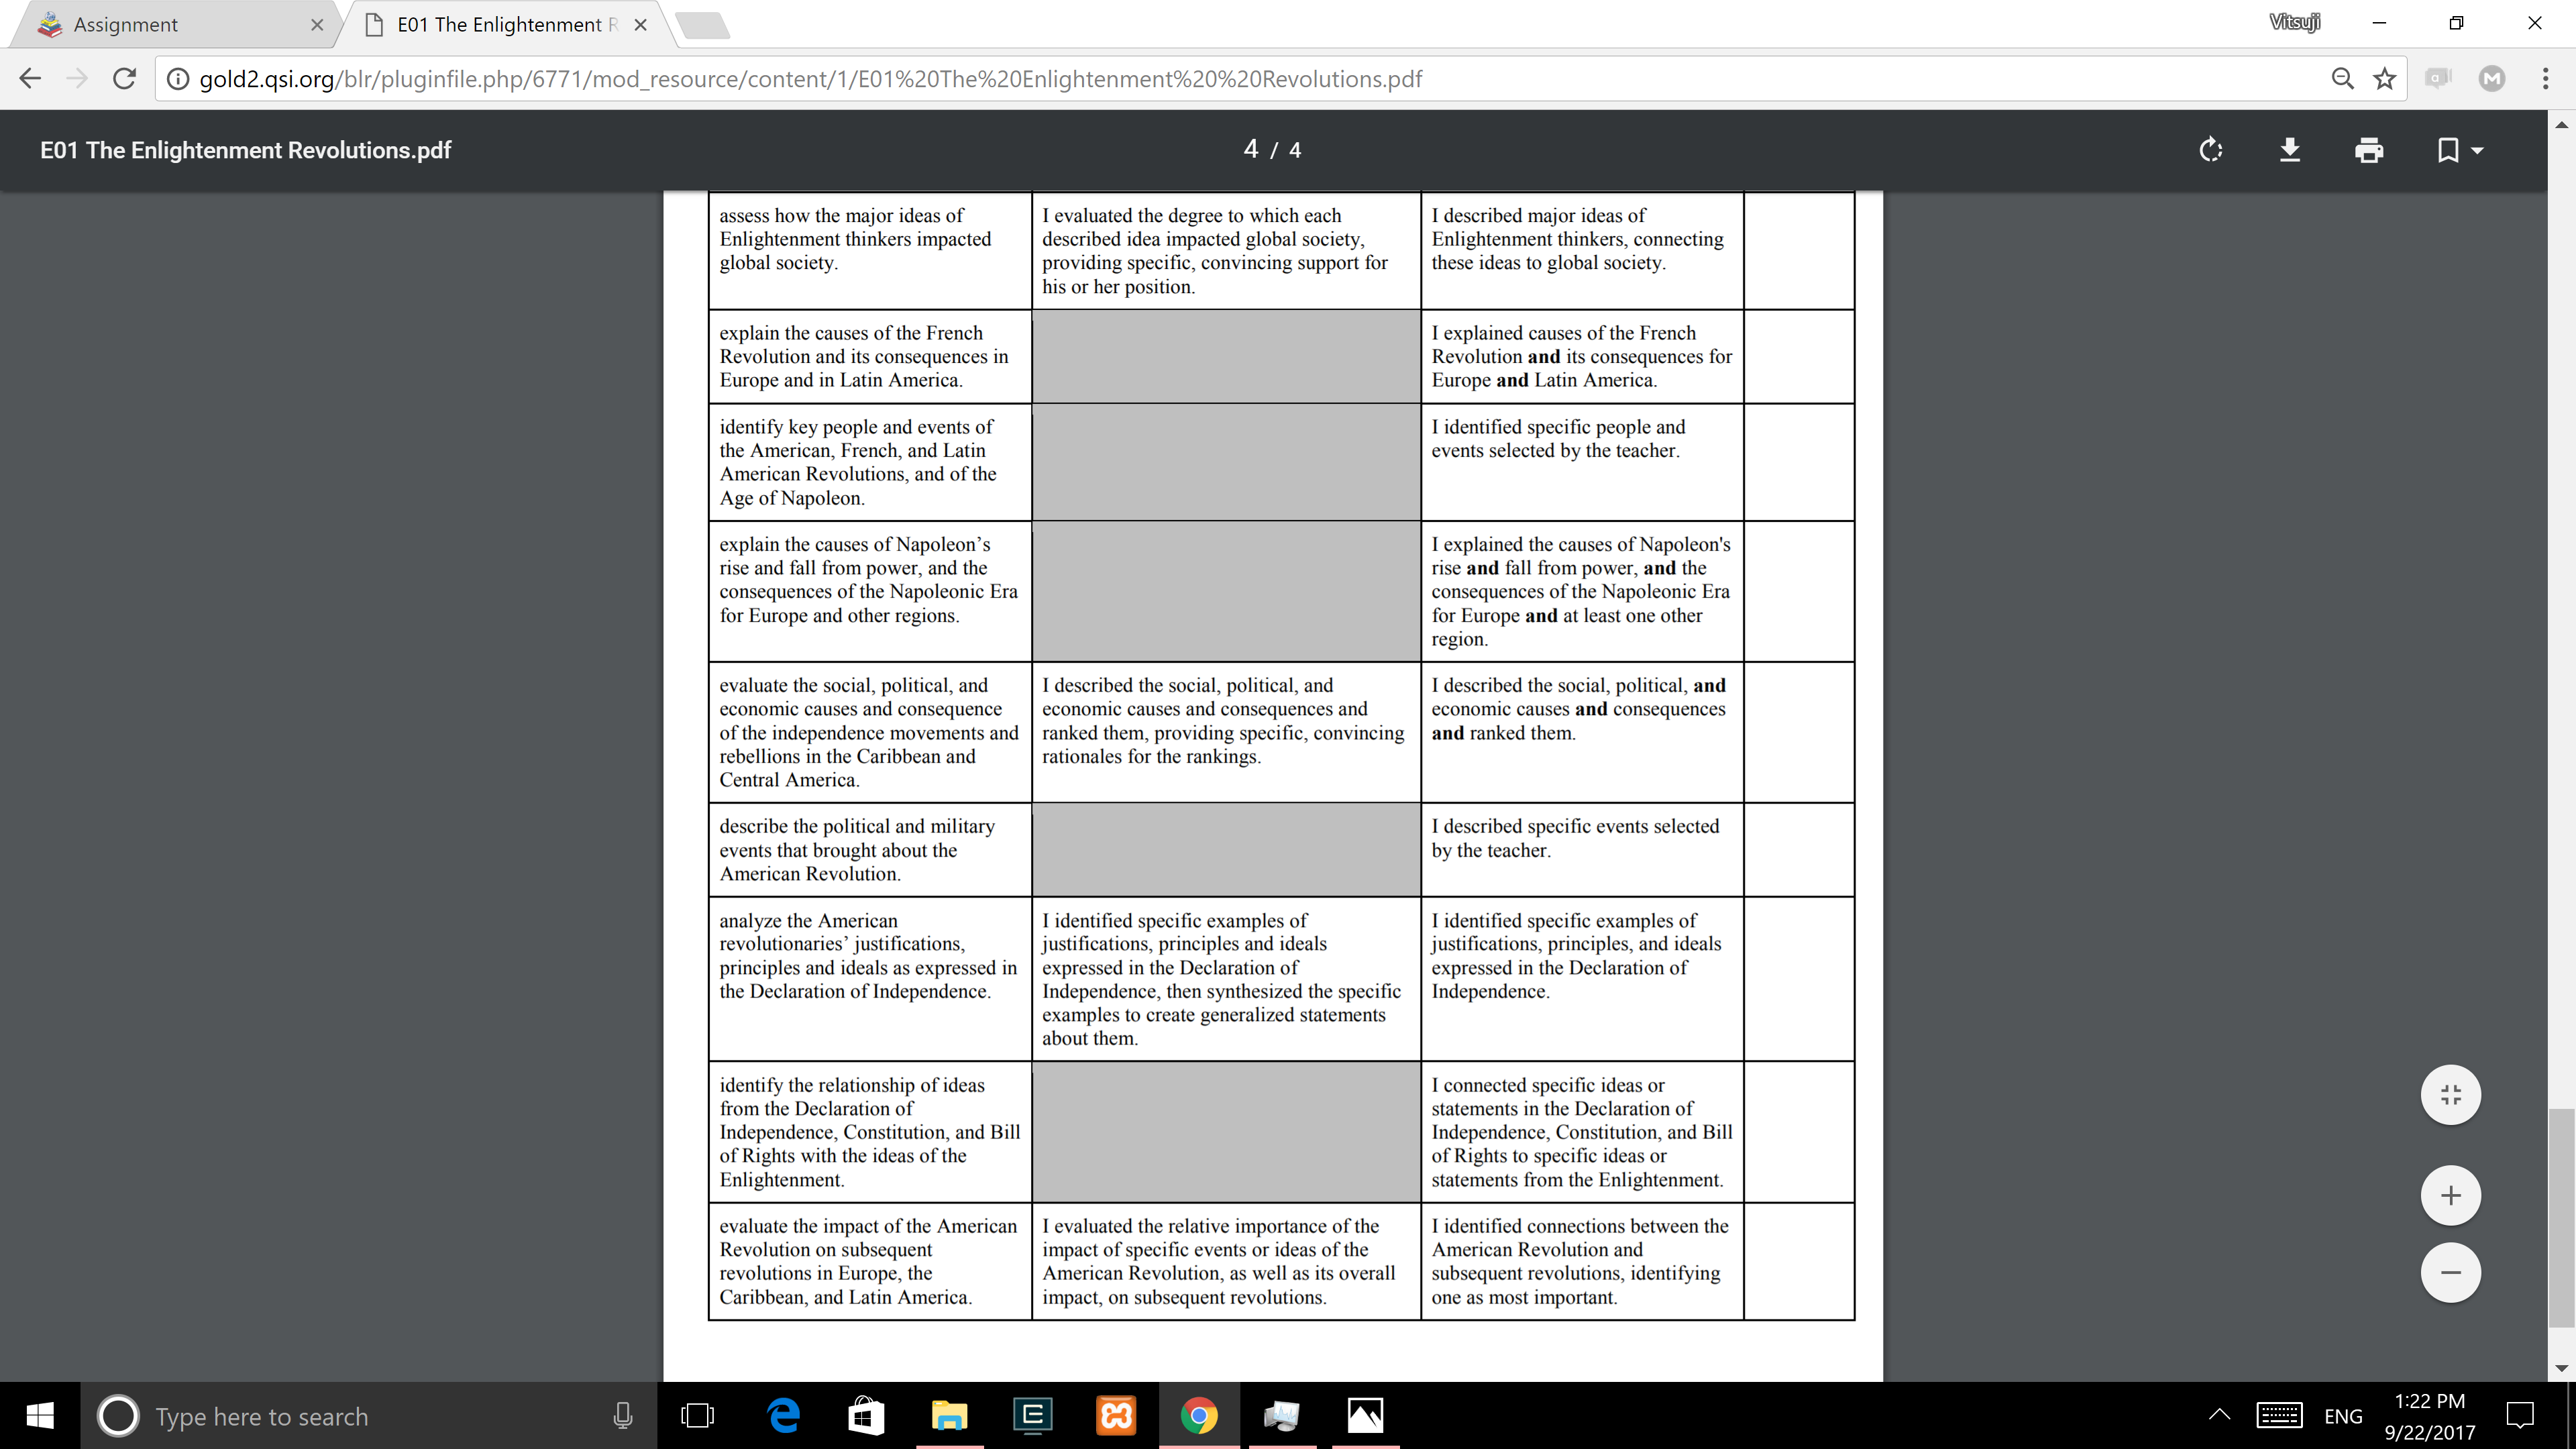 Assignment
E01 The Enlightenment R
Vitsuji
gold2.qsi.org/blr/pluginfile.php/6771/mod_resource/content/1/E01%20The%20Enlightenment%20%20Revolutions.pdf
E01 The Enlightenment Revolutions.pdf
4 / 4
assess how the major ideas of
Enlightenment thinkers impacted
global society.
I evaluated the degree to which each
described idea impacted global society,
providing specific, convincing support for
his or her position.
I described major ideas of
Enlightenment thinkers, connecting
these ideas to global society.
explain the causes of the French
Revolution and its consequences in
Europe and in Latin America.
I explained causes of the French
Revolution and its consequences for
Europe and Latin America.
identify key people and events of
the American, French, and Latin
American Revolutions, and of the
Age of Napoleon.
I identified specific people and
events selected by the teacher.
explain the causes of Napoleon’s
rise and fall from power, and the
consequences of the Napoleonic Era
for Europe and other regions.
I explained the causes of Napoleon's
rise and fall from power, and the
consequences of the Napoleonic Era
for Europe and at least one other
region.
evaluate the social, political, and
economic causes and consequence
of the independence movements and
rebellions in the Caribbean and
Central America.
I described the social, political, and
economic causes and consequences and
ranked them, providing specific, convincing
rationales for the rankings.
I described the social, political, and
economic causes and consequences
and ranked them.
describe the political and military
events that brought about the
American Revolution.
I described specific events selected
by the teacher.
analyze the American
revolutionaries’ justifications,
principles and ideals as expressed in
the Declaration of Independence.
I identified specific examples of
justifications, principles and ideals
expressed in the Declaration of
Independence, then synthesized the specific
examples to create generalized statements
about them.
I identified specific examples of
justifications, principles, and ideals
expressed in the Declaration of
Independence.
identify the relationship of ideas
from the Declaration of
Independence, Constitution, and Bill
of Rights with the ideas of the
Enlightenment.
I connected specific ideas or
statements in the Declaration of
Independence, Constitution, and Bill
of Rights to specific ideas or
statements from the Enlightenment.
evaluate the impact of the American
Revolution on subsequent
revolutions in Europe, the
Caribbean, and Latin America.
I evaluated the relative importance of the
impact of specific events or ideas of the
American Revolution, as well as its overall
impact, on subsequent revolutions.
I identified connections between the
American Revolution and
subsequent revolutions, identifying
one as most important.
Type here to search
ENG
1:22 PM
9/22/2017